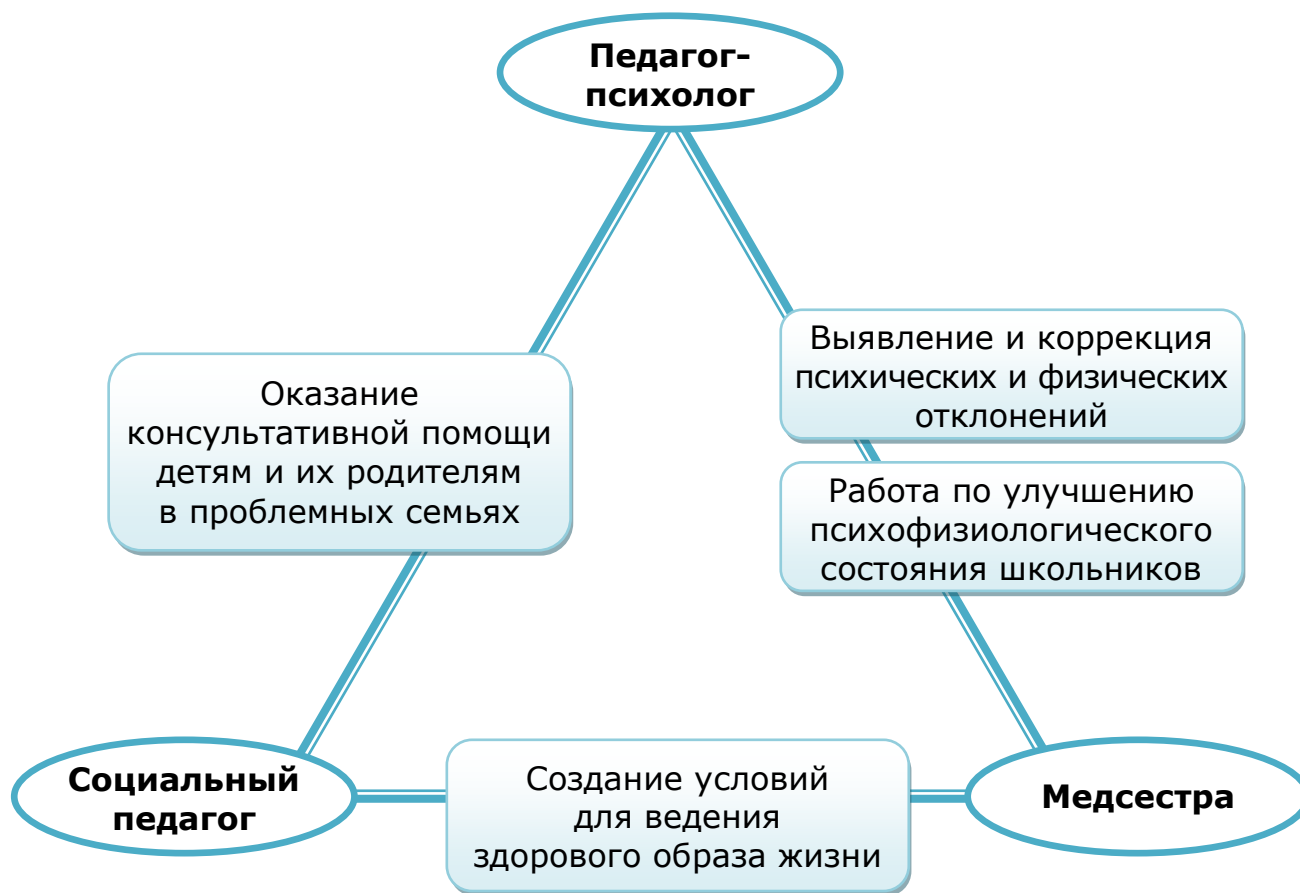 Педагог-
психолог
Выявление и коррекция
психических и физических
отклонений
Оказание
консультативной помощи
детям и их родителям
в проблемных семьях
Работа по улучшению
психофизиологического
состояния школьников
Социальный
педагог
Создание условий
для ведения
здорового образа жизни
Медсестра